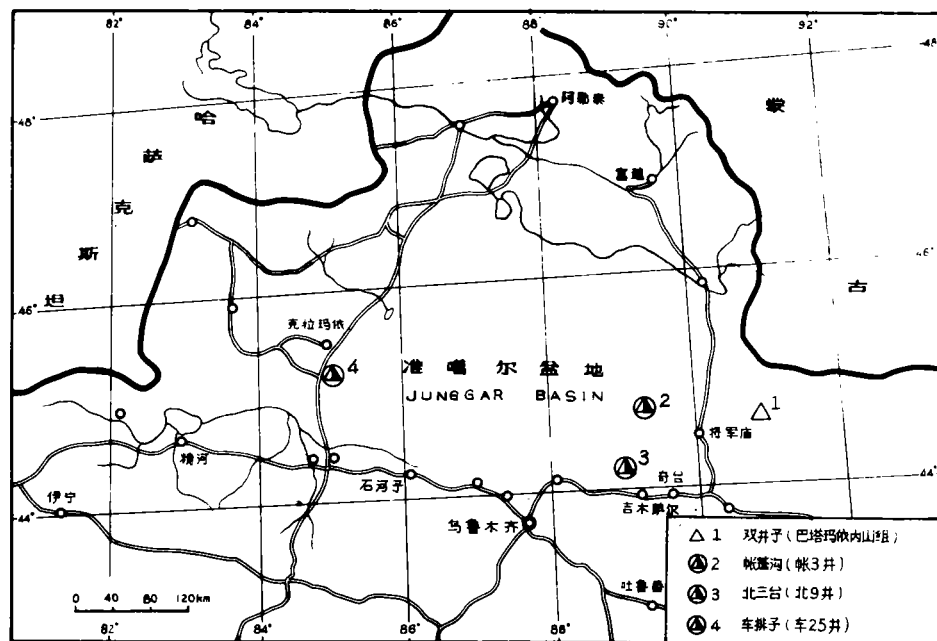 82°
84°
86°
88°
90°
48°
哈
萨
克
斯
坦
阿勒泰
蒙
古
富蕴
48°
46°
46°
克拉玛依
4
准噶尔盆地
JUNGGAR BASIN
2
1
将军庙
3
精河
伊宁
石河子
奇台
吉木萨尔
44°
44°
乌鲁木齐
吐鲁番
0 40 80 120km
82°
84°
86°
88°
1 双井子(巴塔玛依内山组)
2 帐蓬沟(帐3井)
3 北三台(北9井)
4 车排子(车25井)